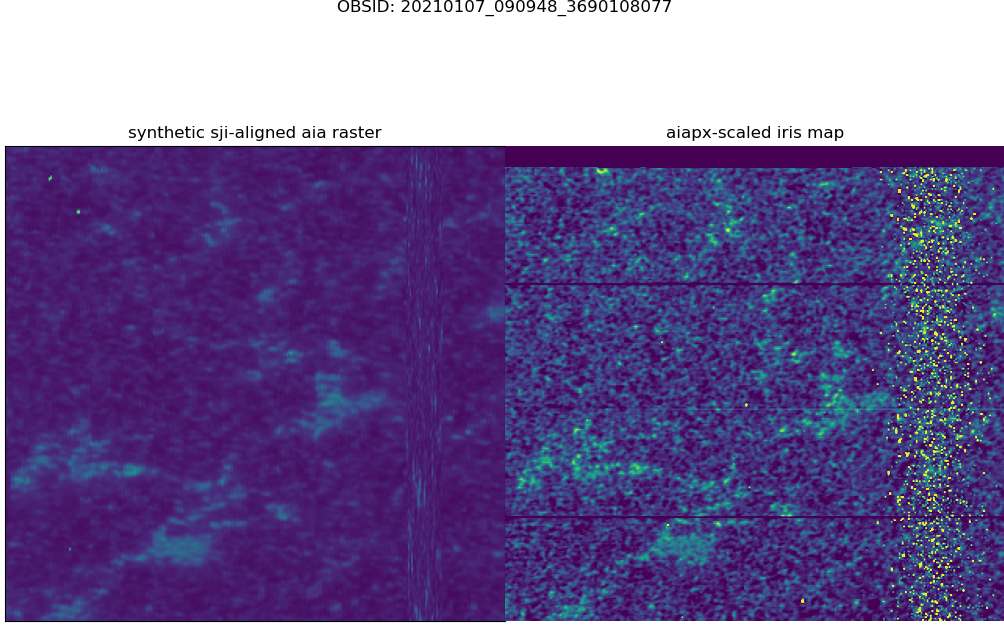 OBSID: 20210107_090948_3690108077
synthetic sji-aligned aia raster
aiapx-scaled iris map